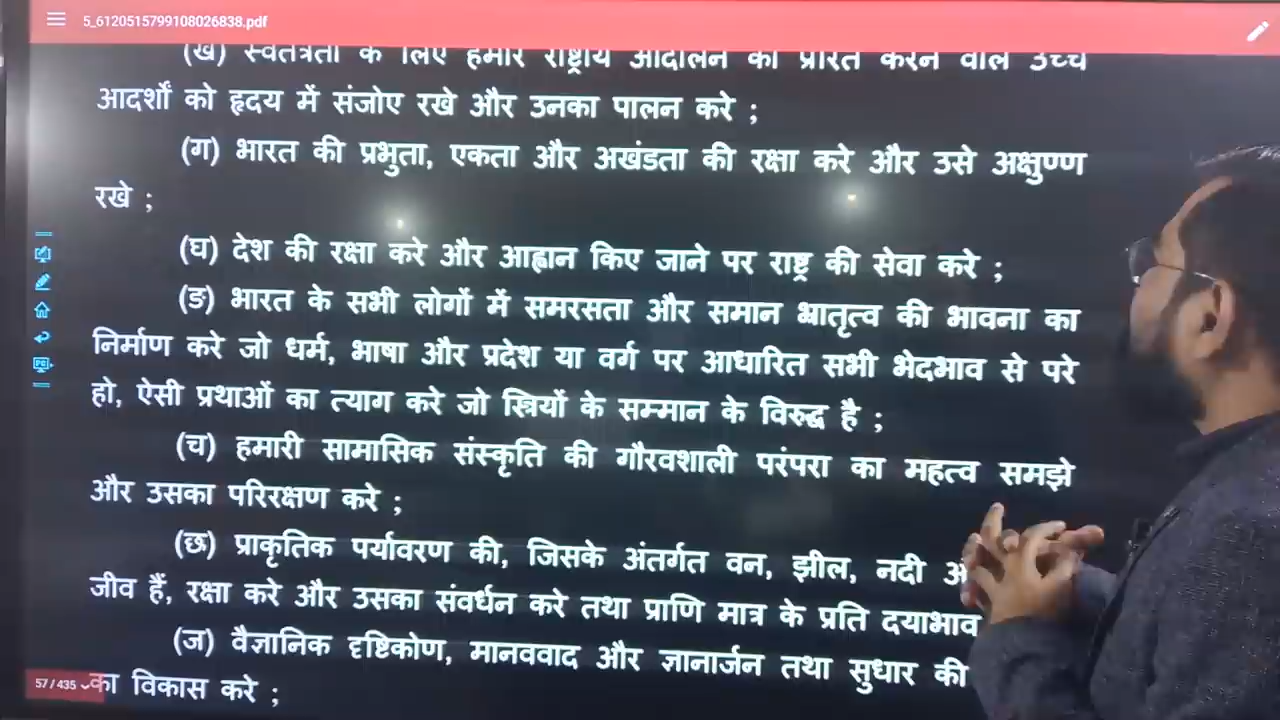 5_6120515799108026838.pdf
(ख) स्वतंत्रता के लिए हमारे राष्ट्रीय आंदोलन को प्रेरित करने वाले उच्च
आदर्शों को हृदय में संजोए रखे और उनका पालन करे ;
(ग) भारत की प्रभुता, एकता और अखंडता की रक्षा करे और उसे अक्षुण्ण
रखे ;
(घ) देश की रक्षा करे और आह्वान किए जाने पर राष्ट्र की सेवा करे ;
(ङ) भारत के सभी लोगों में समरसता और समान भ्रातृत्व की भावना का
निर्माण करे जो धर्म, भाषा और प्रदेश या वर्ग पर आधारित सभी भेदभाव से परे
हो, ऐसी प्रथाओं का त्याग करे जो स्त्रियों के सम्मान के विरुद्ध है ;
(च) हमारी सामासिक संस्कृति की गौरवशाली परंपरा का महत्व समझे
और उसका परिरक्षण करे ;
(छ) प्राकृतिक पर्यावरण की, जिसके अंतर्गत वन, झील, नदी
जीव हैं, रक्षा करे और उसका संवर्धन करे तथा प्राणि मात्र के प्रति दयाभाव
(ज) वैज्ञानिक दृष्टिकोण, मानववाद और ज्ञानार्जन तथा सुधार की
का विकास करे ;
57 / 435